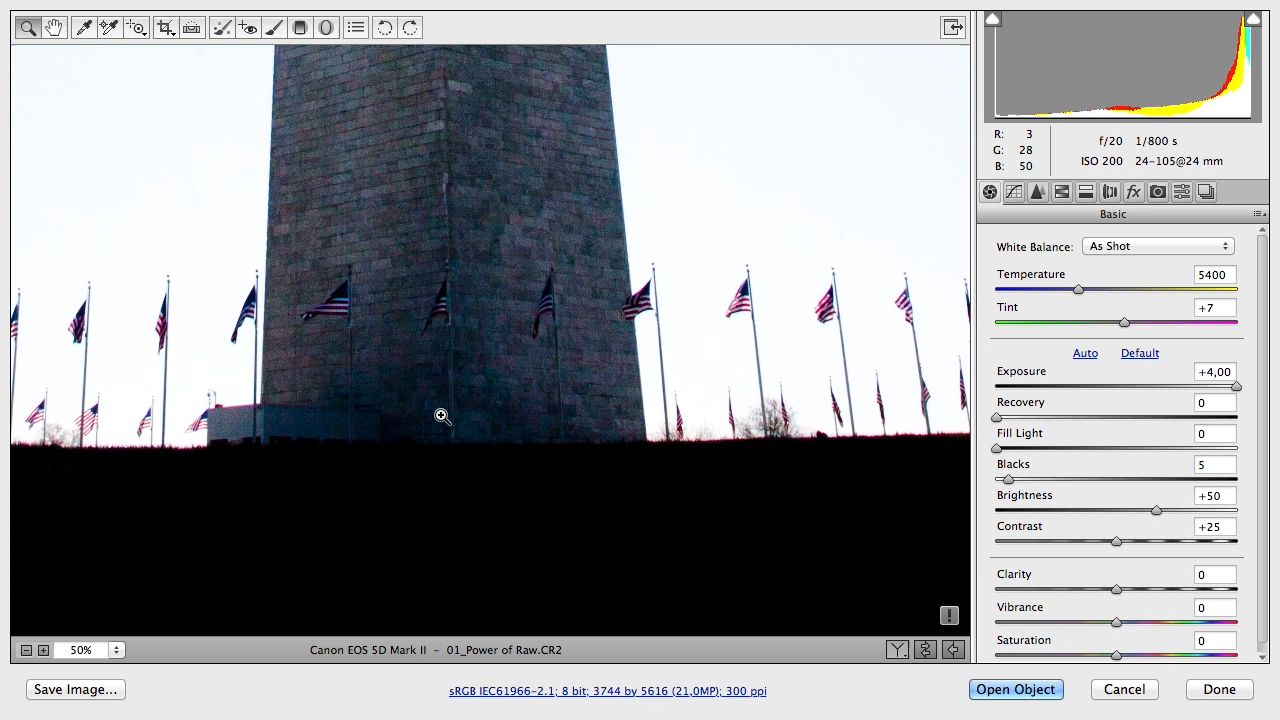 R: 3
G: 28
B: 50
f/20 1/800 s
ISO 200 24-105@24 mm
fx
Basic
White Balance: As Shot
Temperature 5400
Tint +7
Auto Default
Exposure +4,00
Recovery 0
Fill Light 0
Blacks 5
Brightness +50
Contrast +25
Clarity 0
Vibrance 0
Saturation 0
50% Canon EOS 5D Mark II – 01_Power of Raw.CR2 Y
Save Image... sRGB IEC61966-2.1; 8 bit; 3744 by 5616 (21,0MP); 300 ppi Open Object Cancel Done